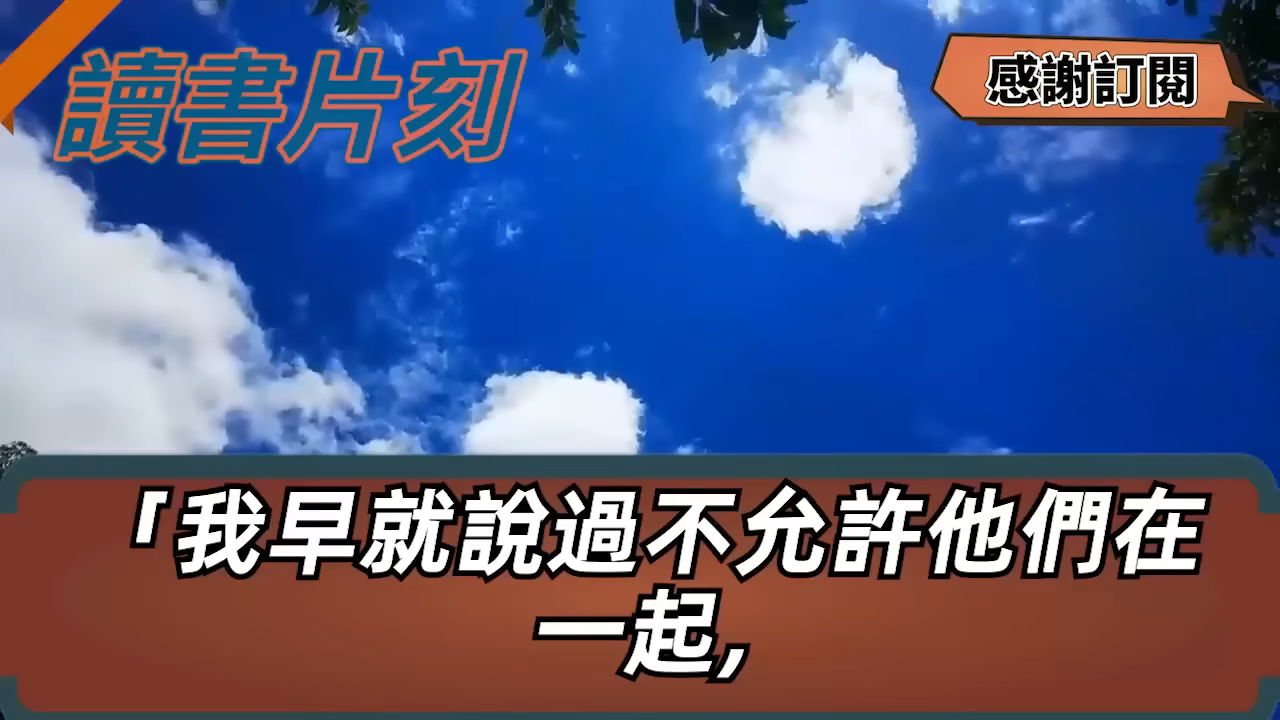 讀書片刻
感謝訂閱
「我早就說過不允許他們在
一起,